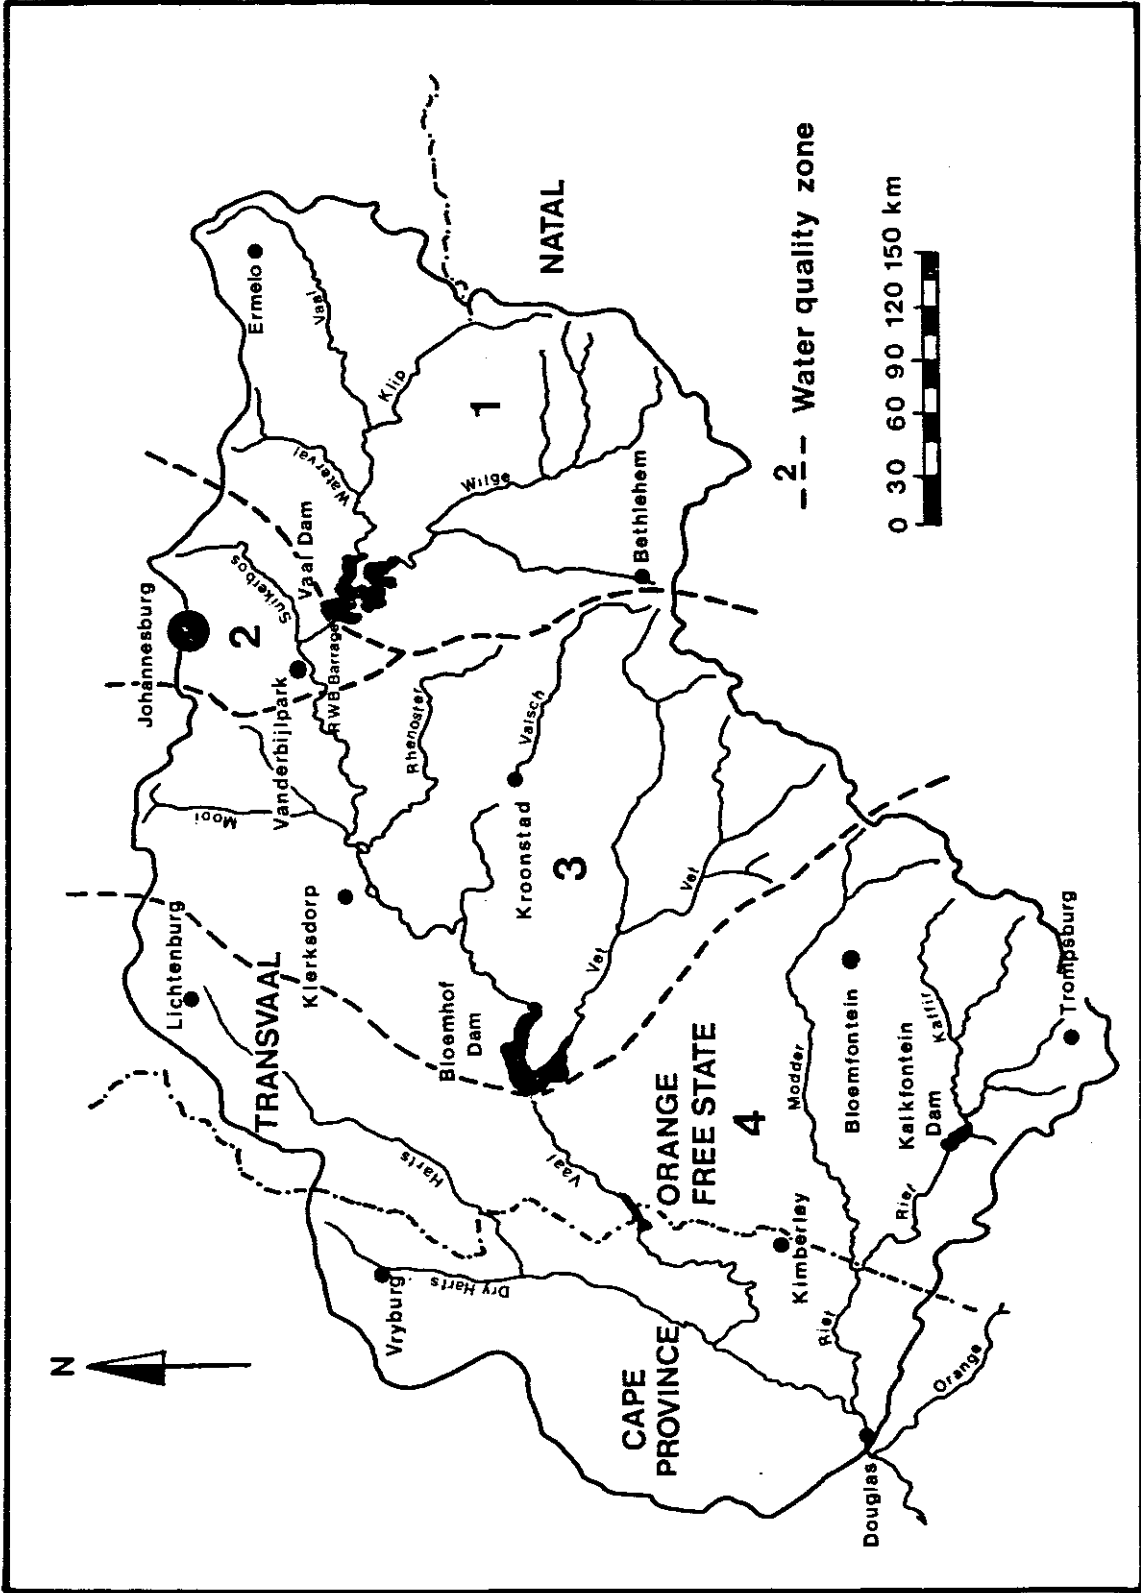 N
Johannesburg
Ermelo
Vaal
Waterval
Klip
Suikerbos
2
Vaal Dam
RWB Barrage
Vanderbijlpark
Mooi
Lichtenburg
TRANSVAAL
Klerksdorp
Rhenoster
Wilge
1
NATAL
Valsch
Kroonstad
Bethlehem
3
Vet
Vet
Bloemhof
Dam
Harts
Dry Harts
Vryburg
Vaal
ORANGE
FREE STATE
4
CAPE
PROVINCE
Kimberley
Modder
Bloemfontein
Kalkfontein
Dam
Kaffir
Riet
Riet
Trompsburg
Orange
Douglas
– 2 – Water quality zone
0 30 60 90 120 150 km